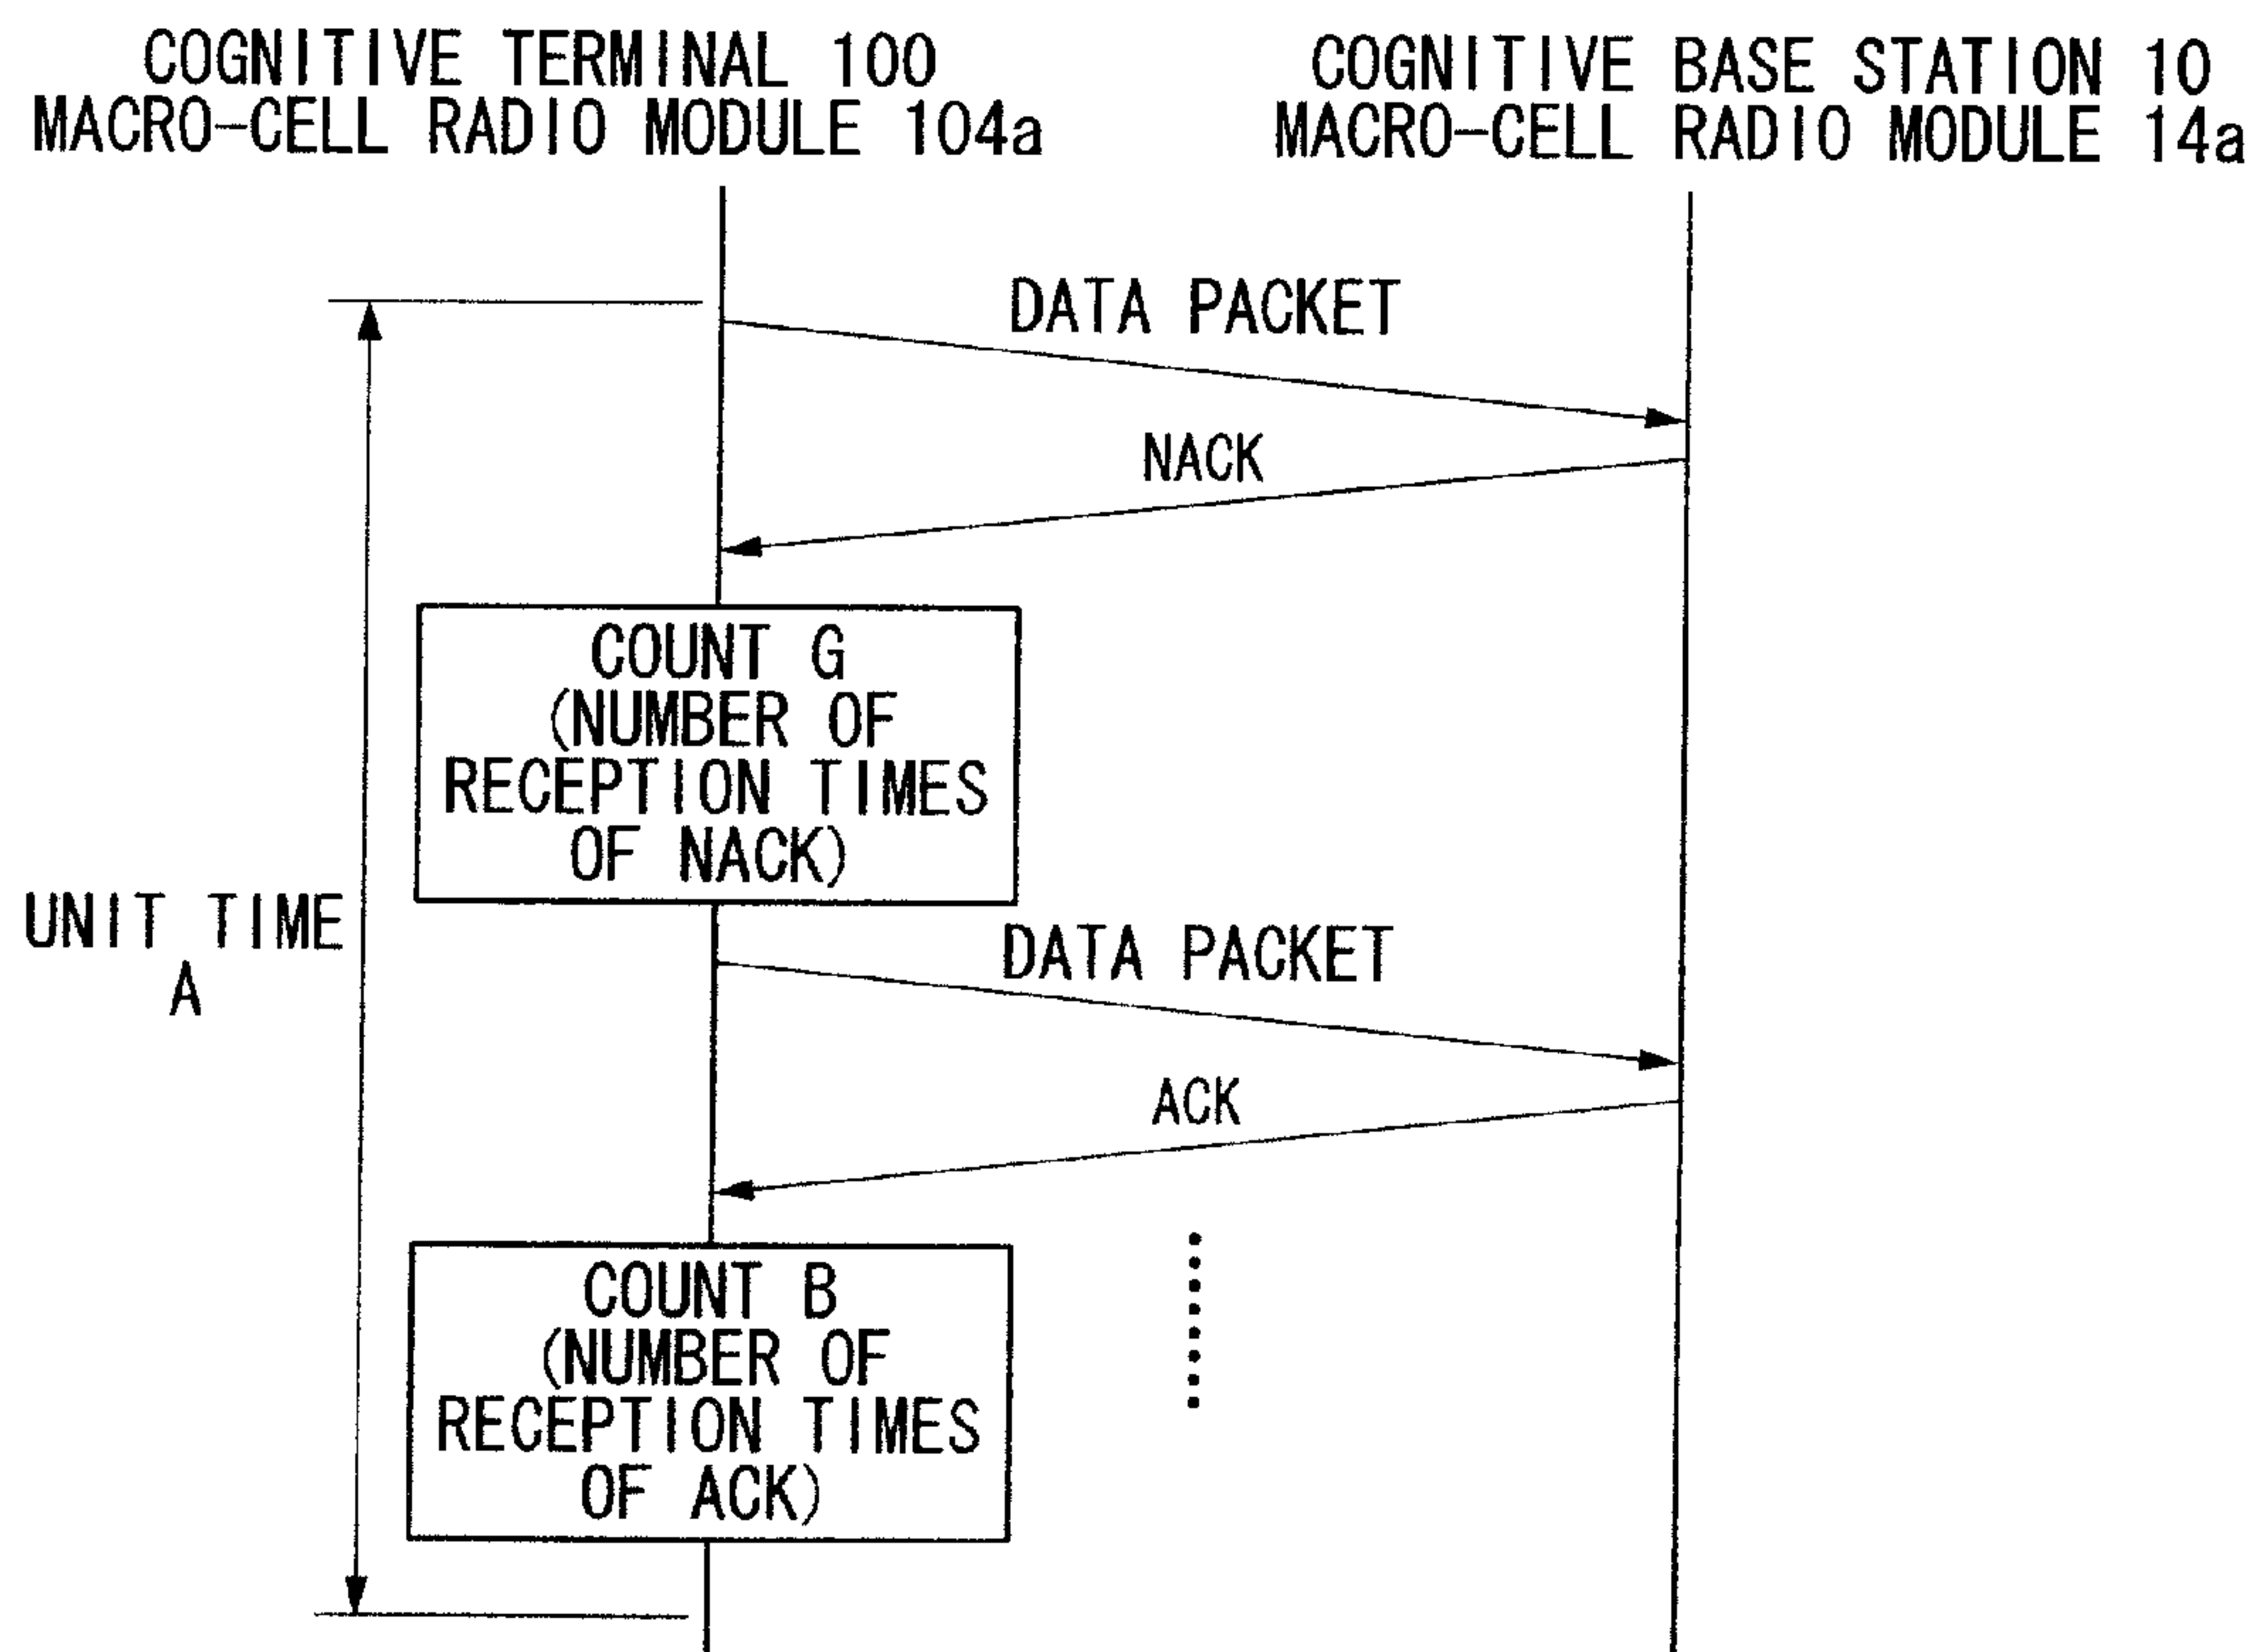 COGNITIVE TERMINAL 100
MACRO-CELL RADIO MODULE 104a
COGNITIVE BASE STATION 10
MACRO-CELL RADIO MODULE 14a
DATA PACKET
NACK
COUNT G
(NUMBER OF
RECEPTION TIMES
OF NACK)
UNIT TIME
A
DATA PACKET
ACK
COUNT B
(NUMBER OF
RECEPTION TIMES
OF ACK)